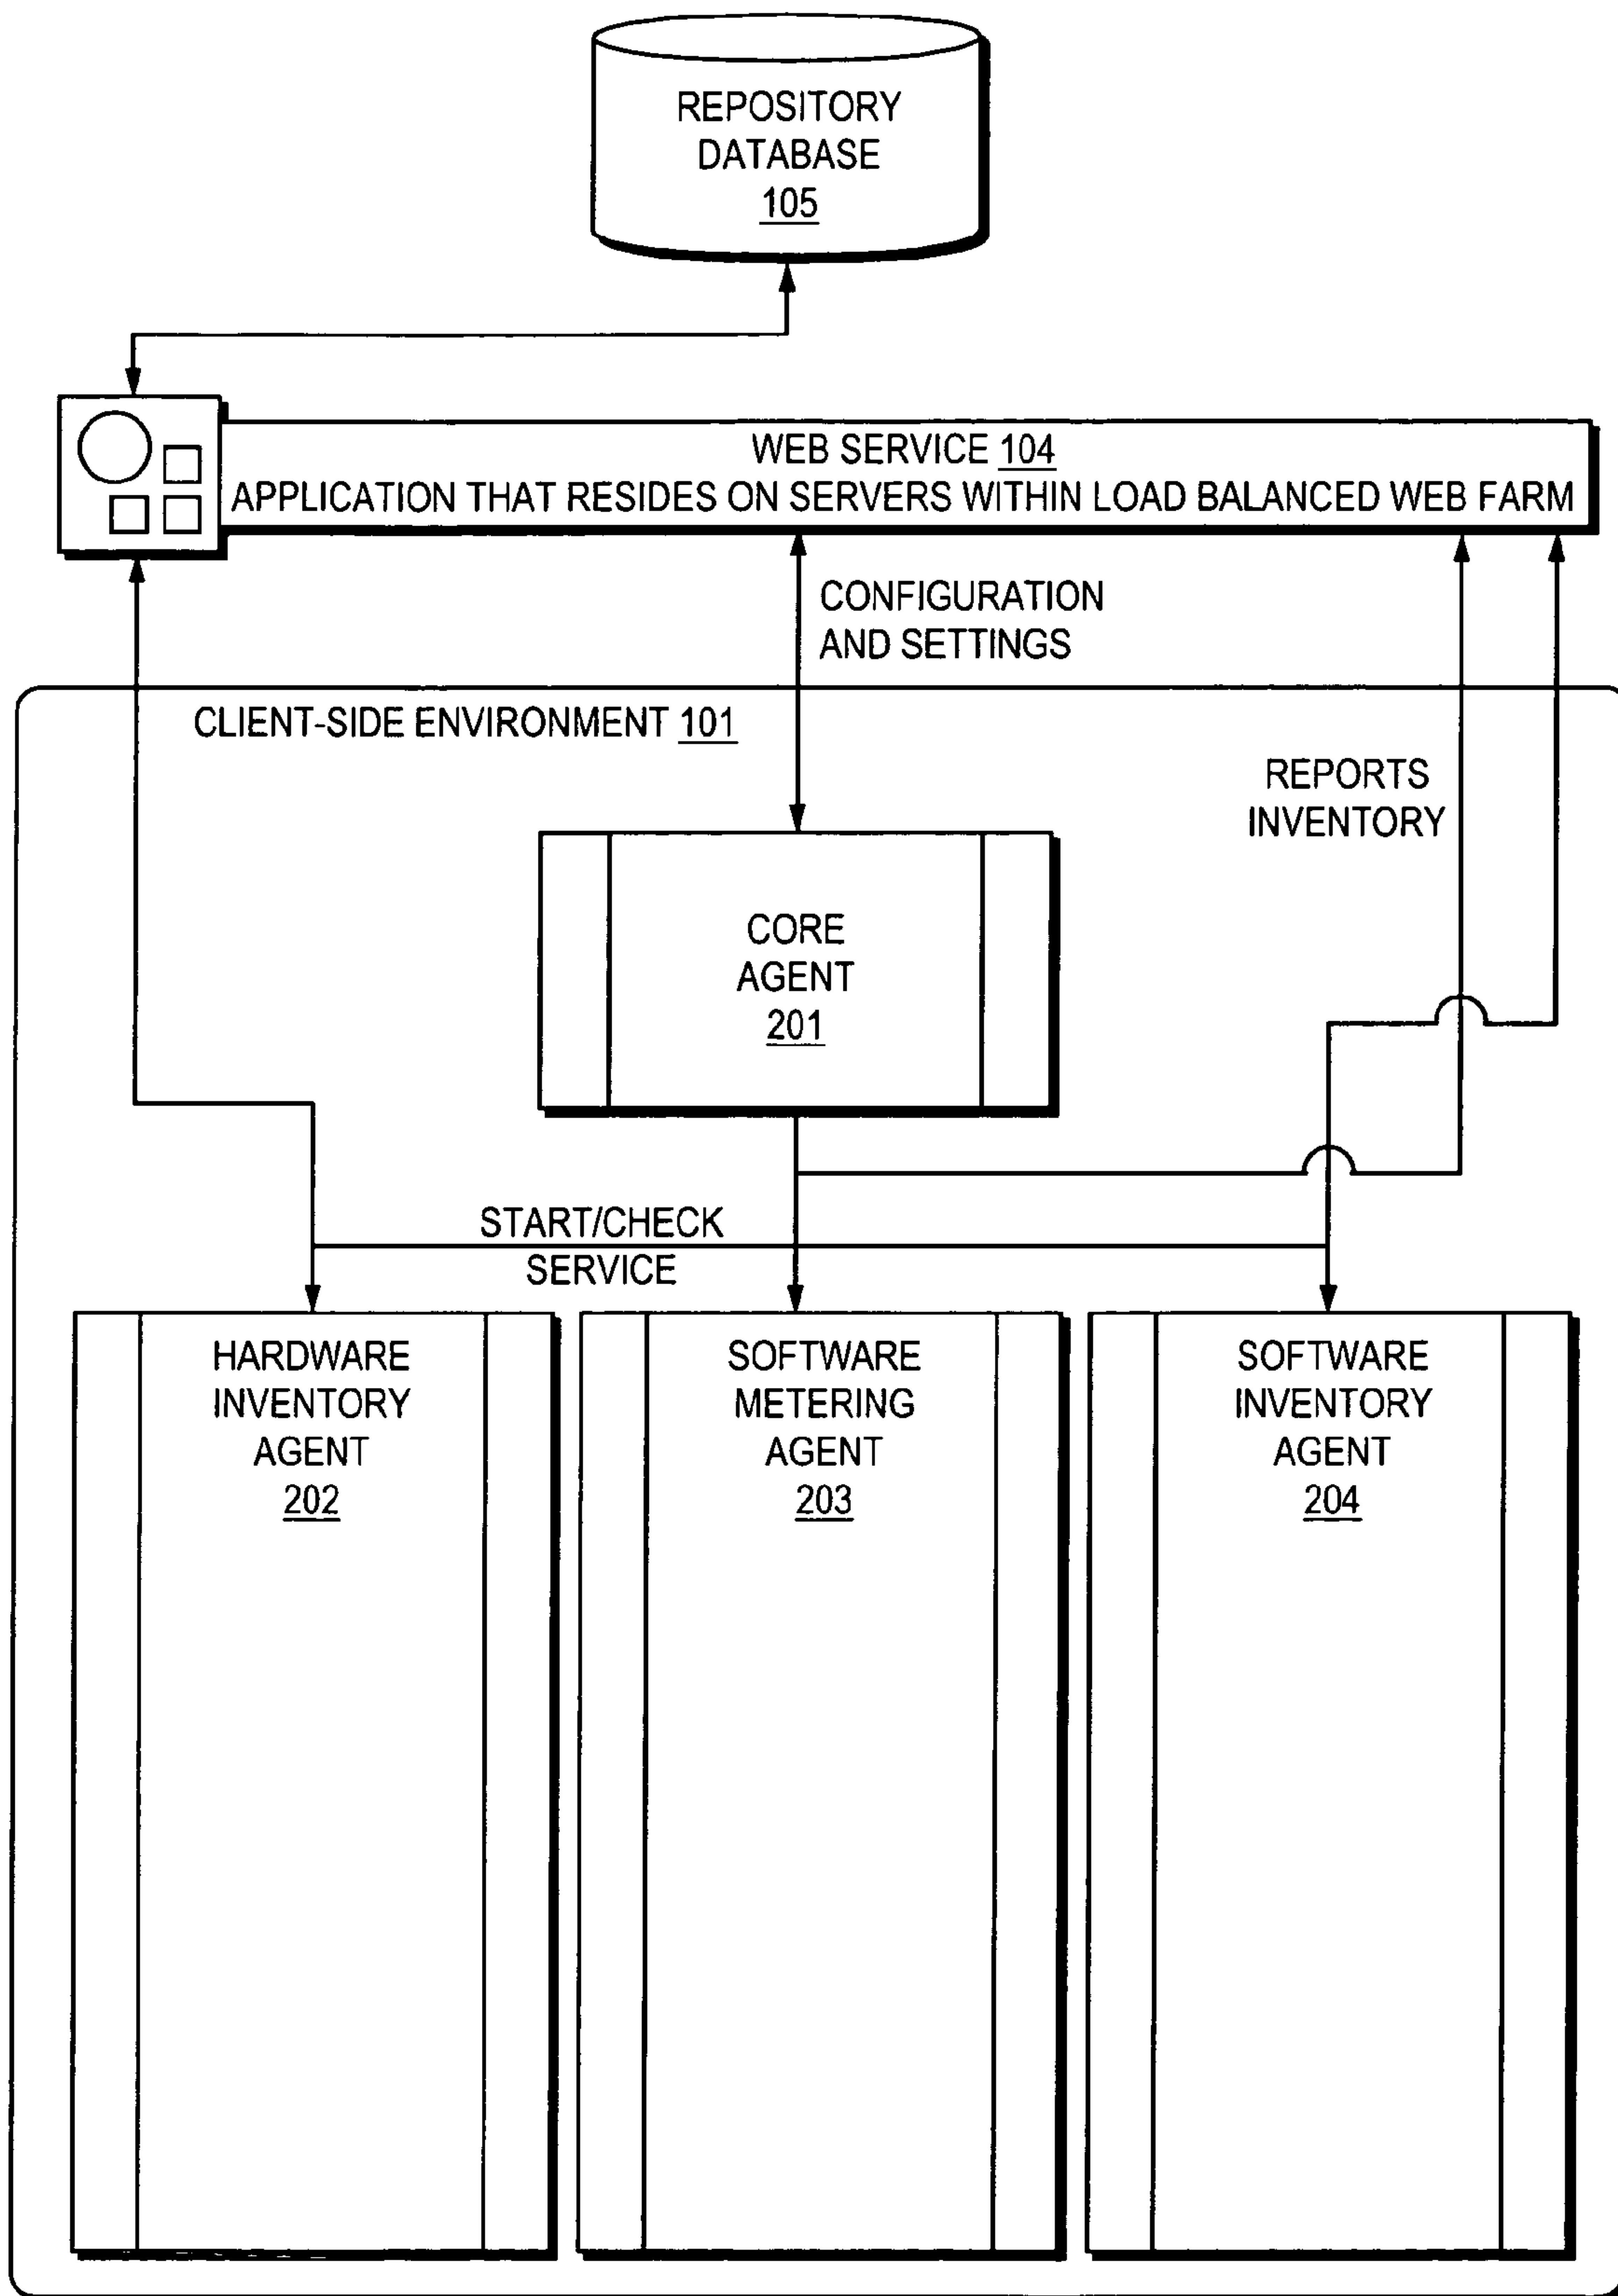 REPOSITORY
DATABASE
105
WEB SERVICE 104
APPLICATION THAT RESIDES ON SERVERS WITHIN LOAD BALANCED WEB FARM
CONFIGURATION
AND SETTINGS
CLIENT-SIDE ENVIRONMENT 101
REPORTS
INVENTORY
CORE
AGENT
201
START/CHECK
SERVICE
HARDWARE
INVENTORY
AGENT
202
SOFTWARE
METERING
AGENT
203
SOFTWARE
INVENTORY
AGENT
204